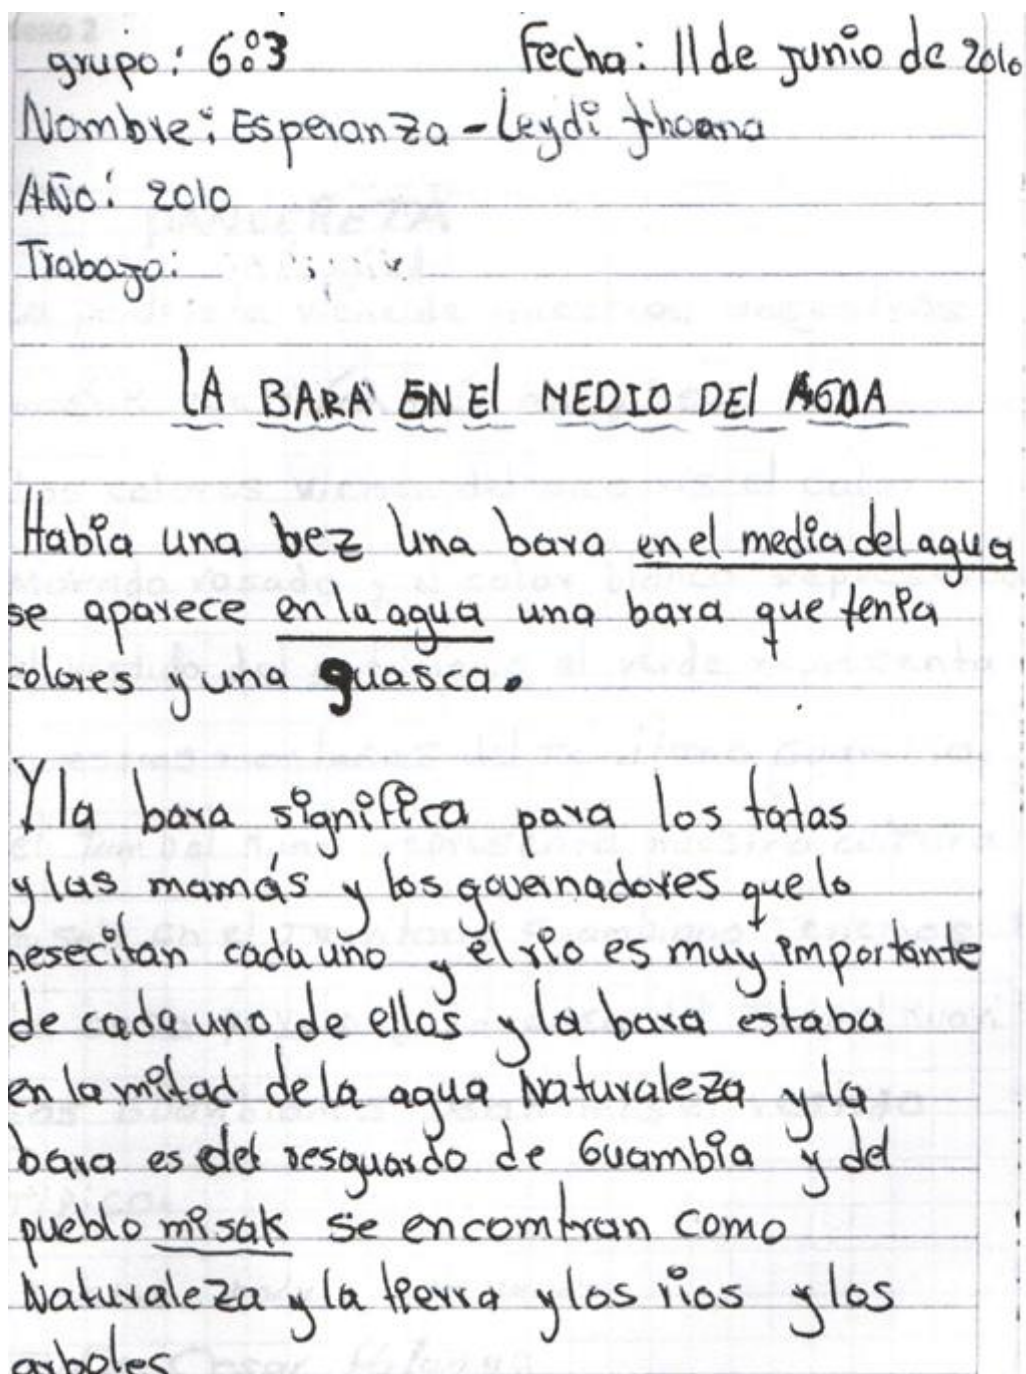 grupo: 6:3 Fecha: 11 de junio de 2010
Nombre: Esperanza - Leydi Jhoana
AÑO: 2010
Trabajo:
LA BARA EN El MEDIO DEl AGUA
Había una bez una bara en el media del agua
se aparece en la agua una bara que tenía
colores y una guasca.
Y la bara significa para los tatas
y las mamás y los governadores que lo
nesecitan cada uno y el rio es muy importante
de cada uno de ellos y la bara estaba
en la mitad de la agua Naturaleza y la
bara es del resguardo de Guambía y del
pueblo misak se encomtran como
Naturaleza y la tierra y los rios y los
arboles